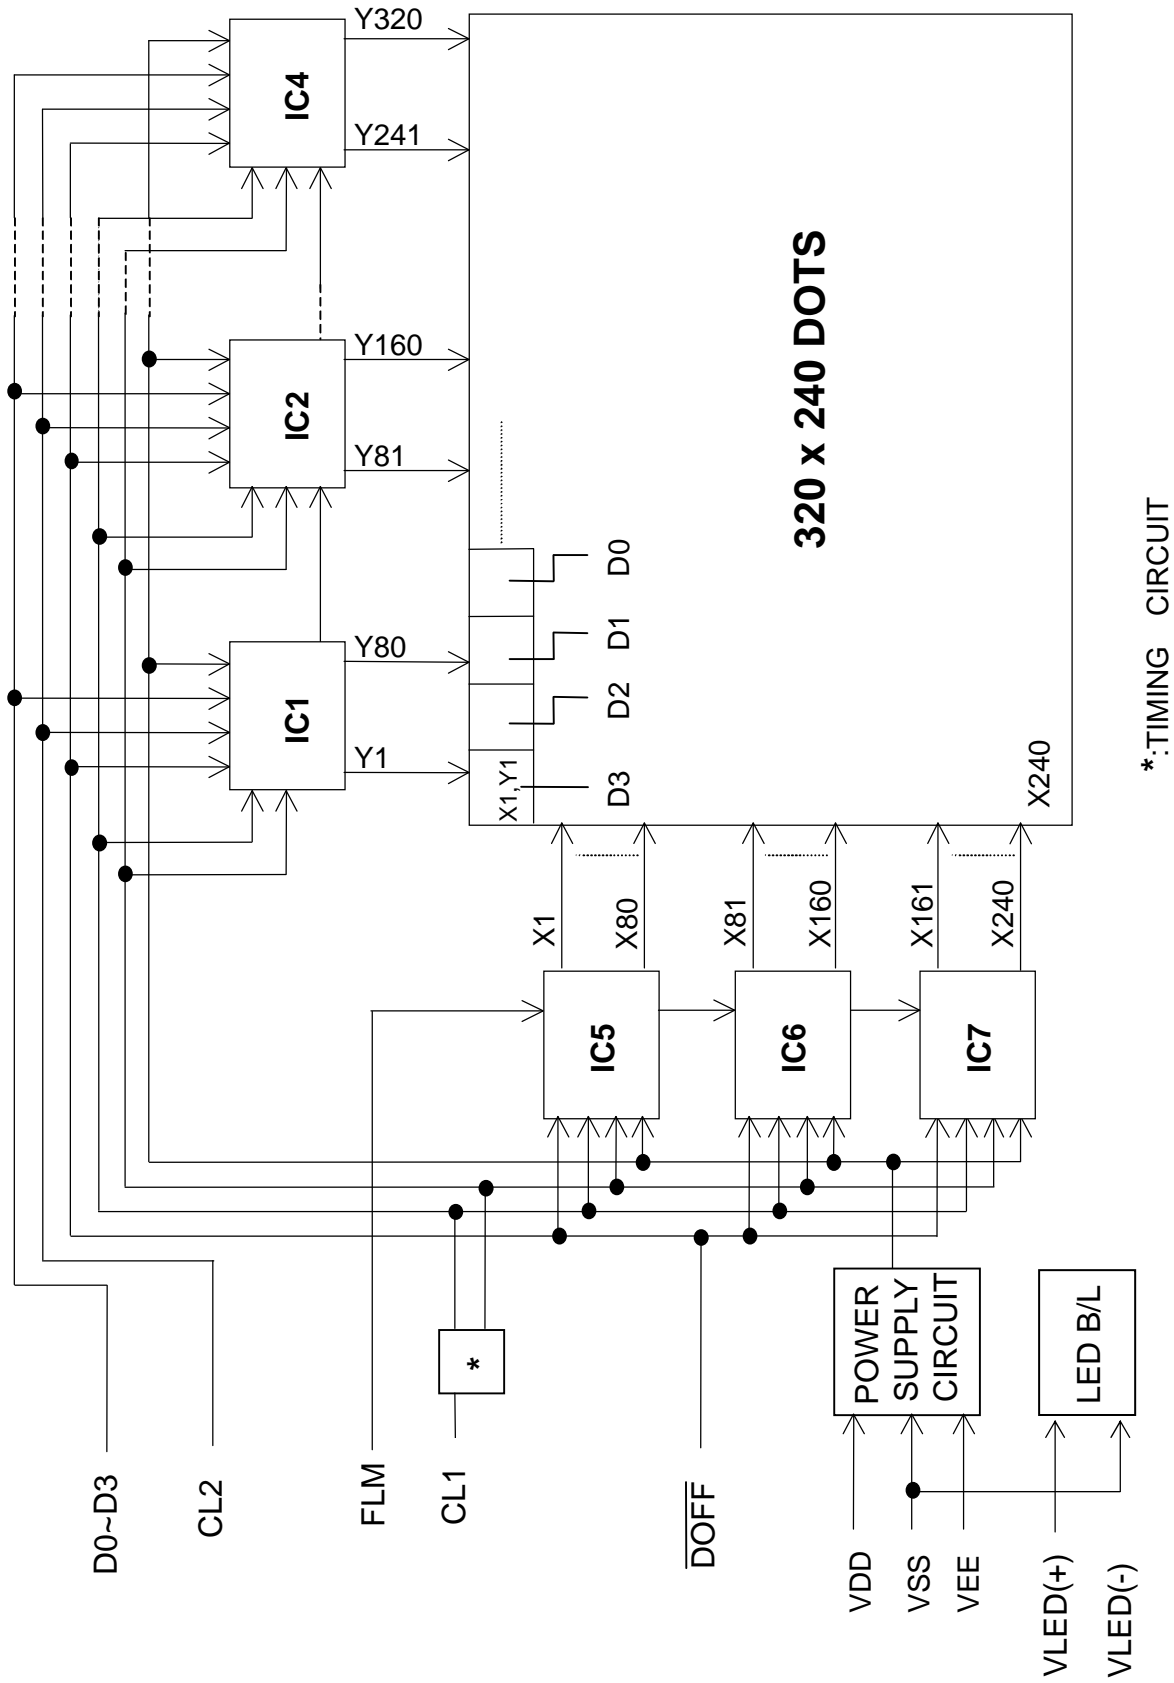 D0~D3
CL2
FLM
CL1
DOFF
VDD
VSS
VEE
VLED(+)
VLED(-)
*
POWER
SUPPLY
CIRCUIT
LED B/L
IC5
IC6
IC7
X1
X80
X81
X160
X161
X240
IC1
IC2
IC4
Y1
Y80
Y81
Y160
Y241
Y320
X1,Y1
D3
D2
D1
D0
320 x 240 DOTS
X240
*:TIMING CIRCUIT